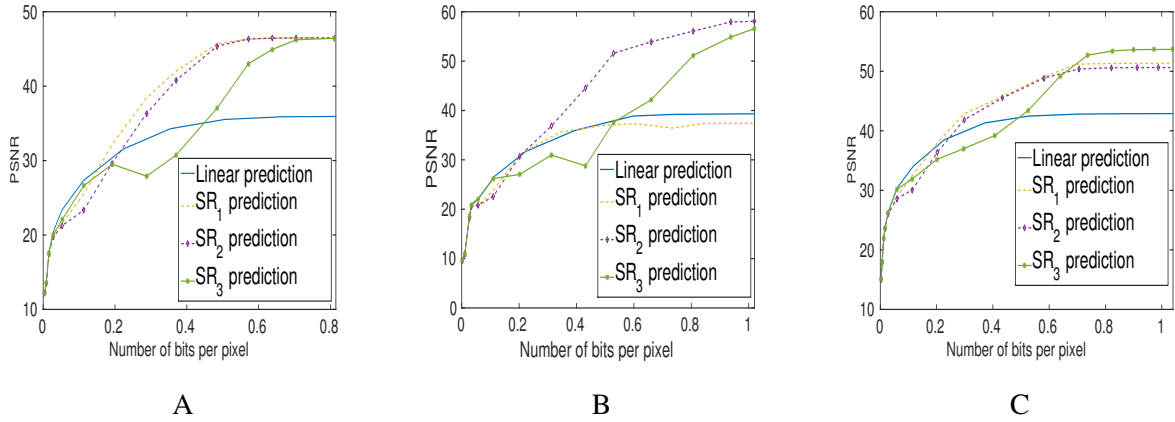 50
40
30
20
10
PSNR
0
0.2
0.4
0.6
0.8
Number of bits per pixel
Linear prediction
SR1 prediction
SR2 prediction
SR3 prediction
A
60
50
40
30
20
10
0
PSNR
0
0.2
0.4
0.6
0.8
1
Number of bits per pixel
Linear prediction
SR1 prediction
SR2 prediction
SR3 prediction
B
60
50
40
30
20
10
PSNR
0
0.2
0.4
0.6
0.8
1
Number of bits per pixel
Linear prediction
SR1 prediction
SR2 prediction
SR3 prediction
C